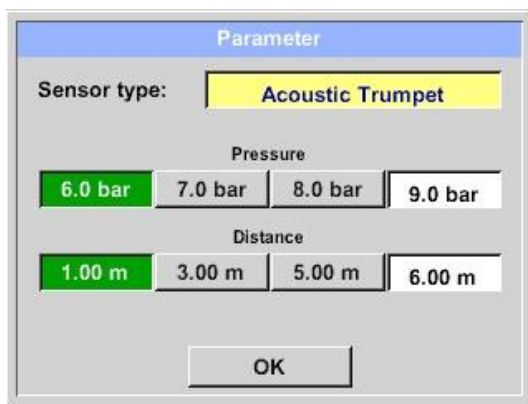 Parameter
Sensor type: Acoustic Trumpet
Pressure
6.0 bar 7.0 bar 8.0 bar 9.0 bar
Distance
1.00 m 3.00 m 5.00 m 6.00 m
OK